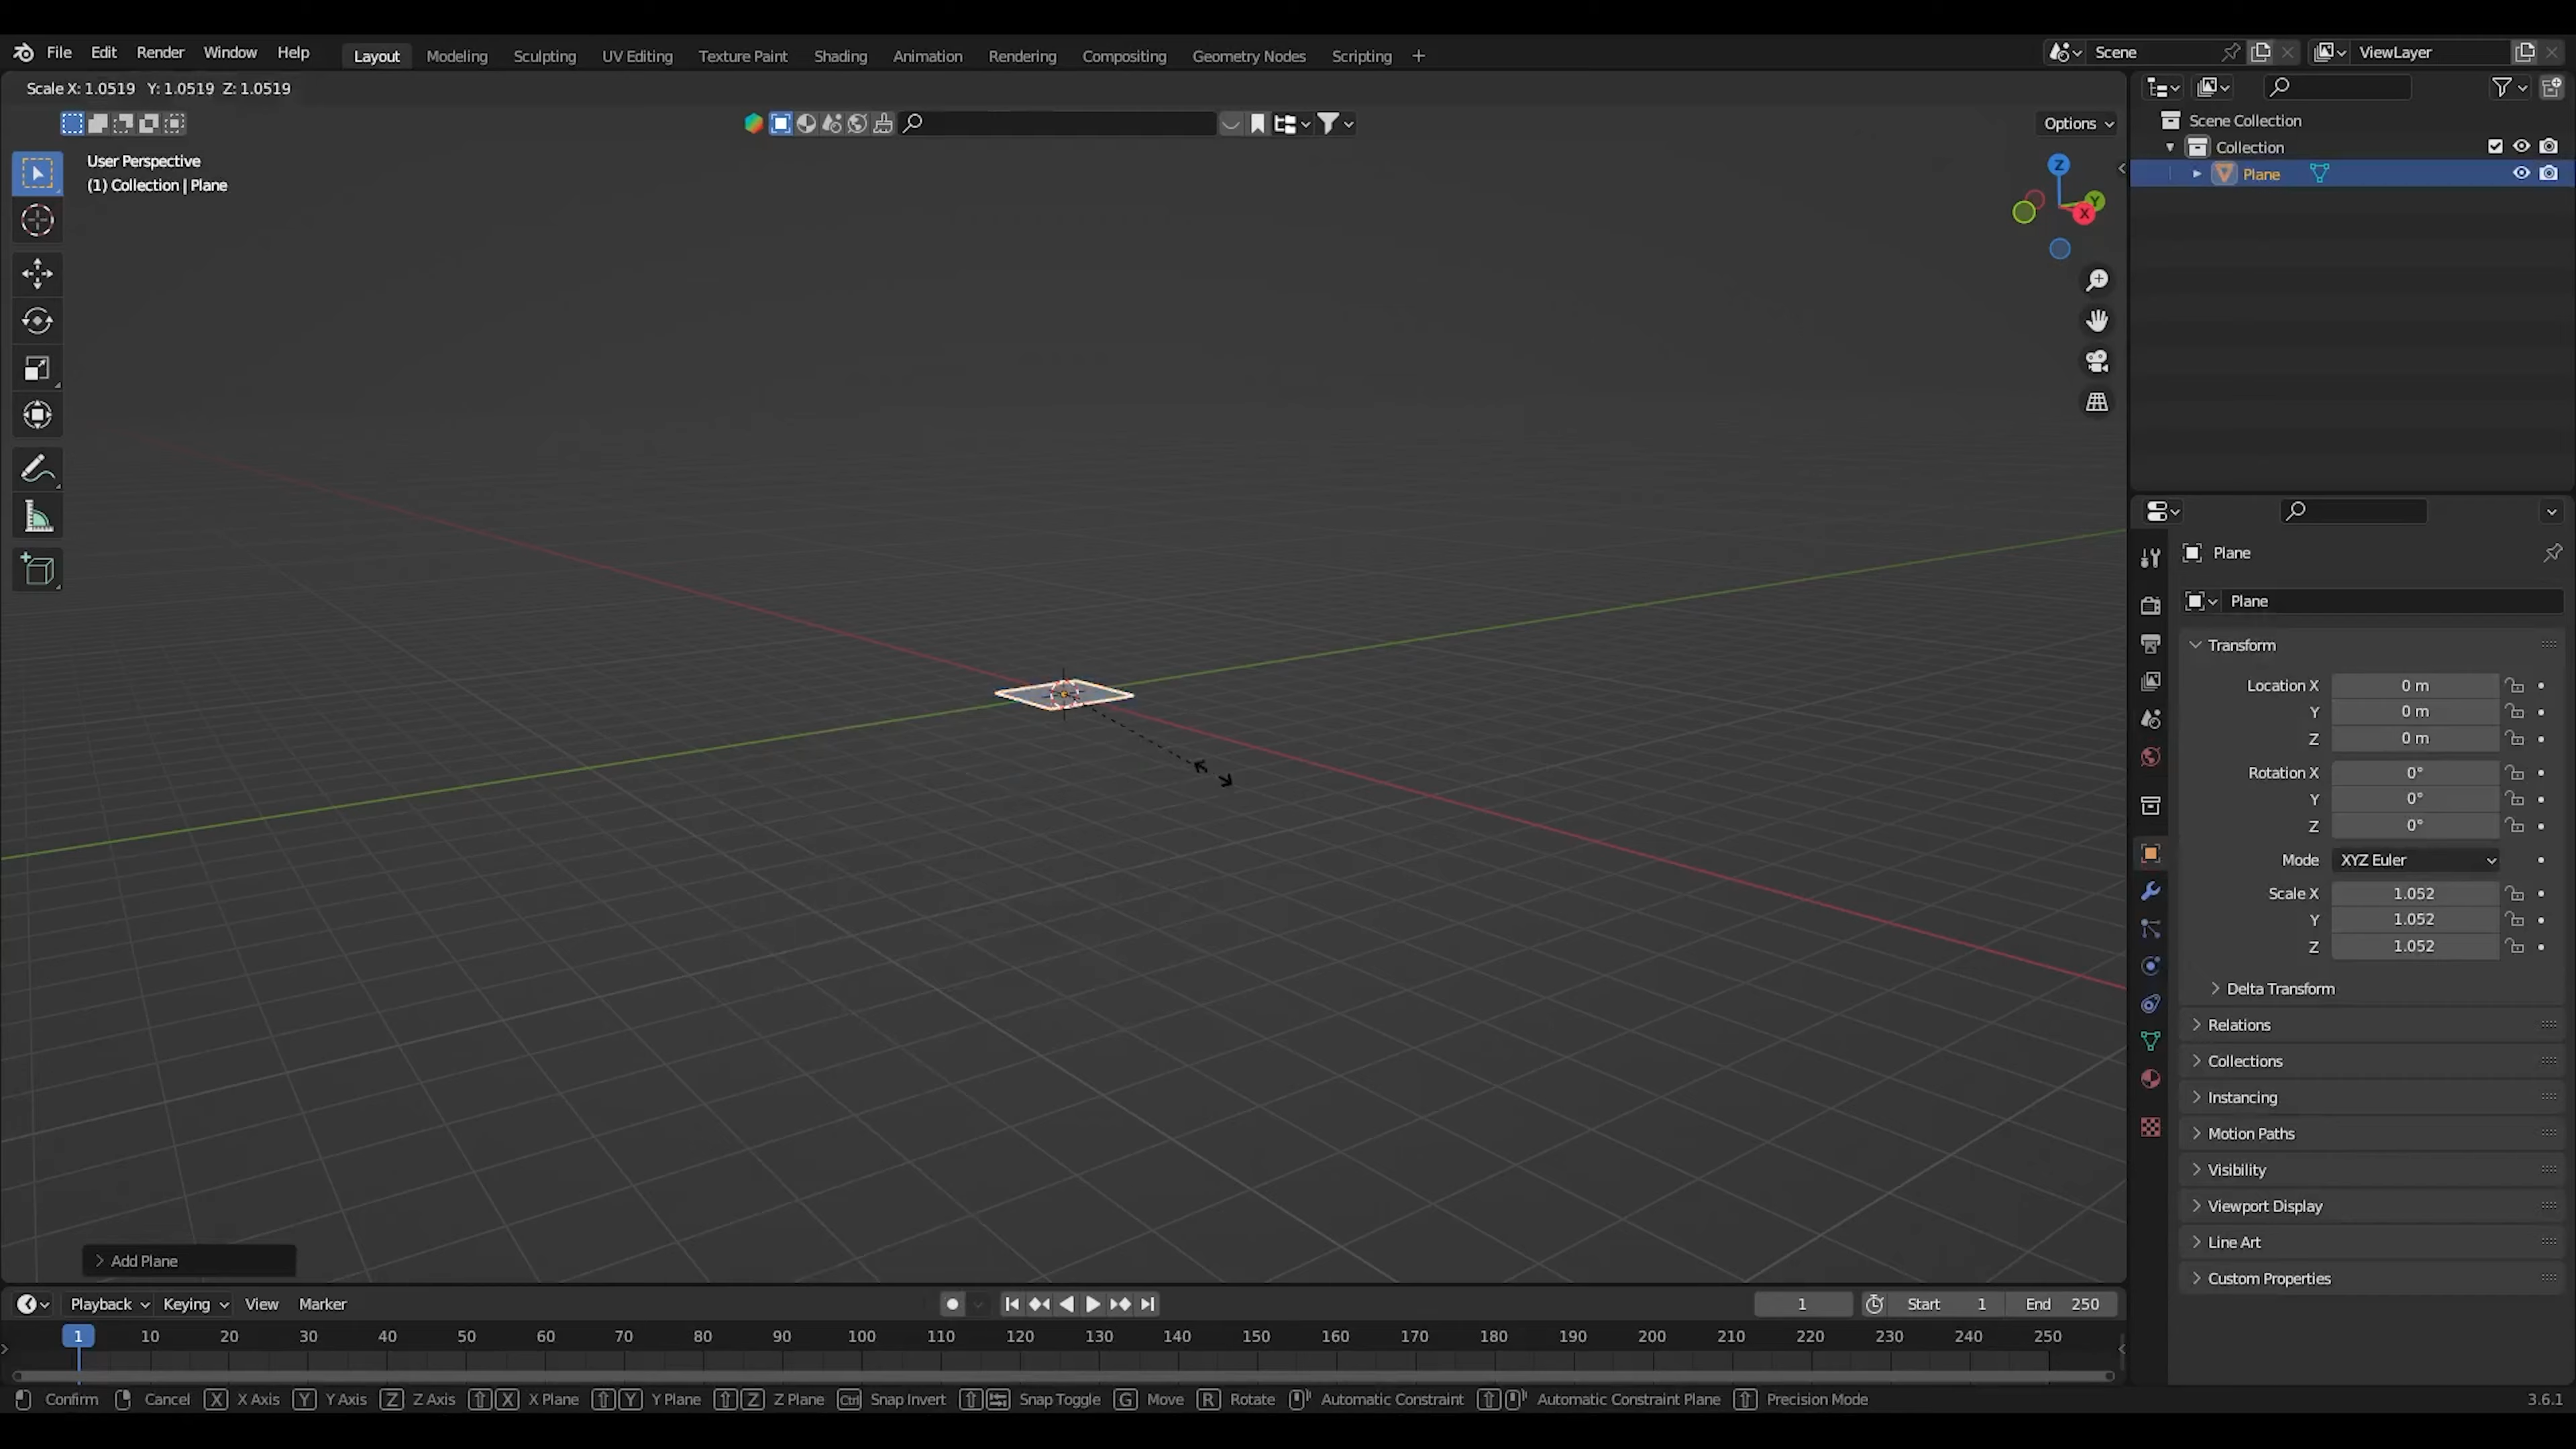 File Edit Render Window Help Layout Modeling Sculpting UV Editing Texture Paint Shading Animation Rendering Compositing Geometry Nodes Scripting + Scene ViewLayer
Scale X: 1.0519 Y: 1.0519 Z: 1.0519
Options
User Perspective
(1) Collection | Plane
Z
Y
X
Scene Collection
Collection
Plane
Plane
Plane
Transform
Location X 0 m
Y 0 m
Z 0 m
Rotation X 0°
Y 0°
Z 0°
Mode XYZ Euler
Scale X 1.052
Y 1.052
Z 1.052
Delta Transform
Relations
Collections
Instancing
Motion Paths
Visibility
Viewport Display
Line Art
Custom Properties
Add Plane
Playback Keying View Marker 1 Start 1 End 250
1 10 20 30 40 50 60 70 80 90 100 110 120 130 140 150 160 170 180 190 200 210 220 230 240 250
Confirm Cancel X X Axis Y Y Axis Z Z Axis X X Plane Y Y Plane Z Z Plane Ctrl Snap Invert Snap Toggle G Move R Rotate Automatic Constraint Automatic Constraint Plane Precision Mode 3.6.1